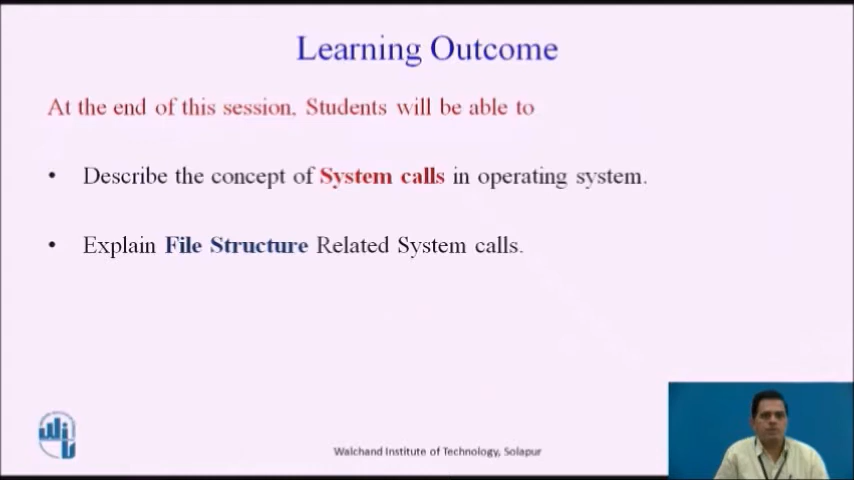 Learning Outcome
At the end of this session, Students will be able to
• Describe the concept of System calls in operating system.
• Explain File Structure Related System calls.
Walchand Institute of Technology, Solapur